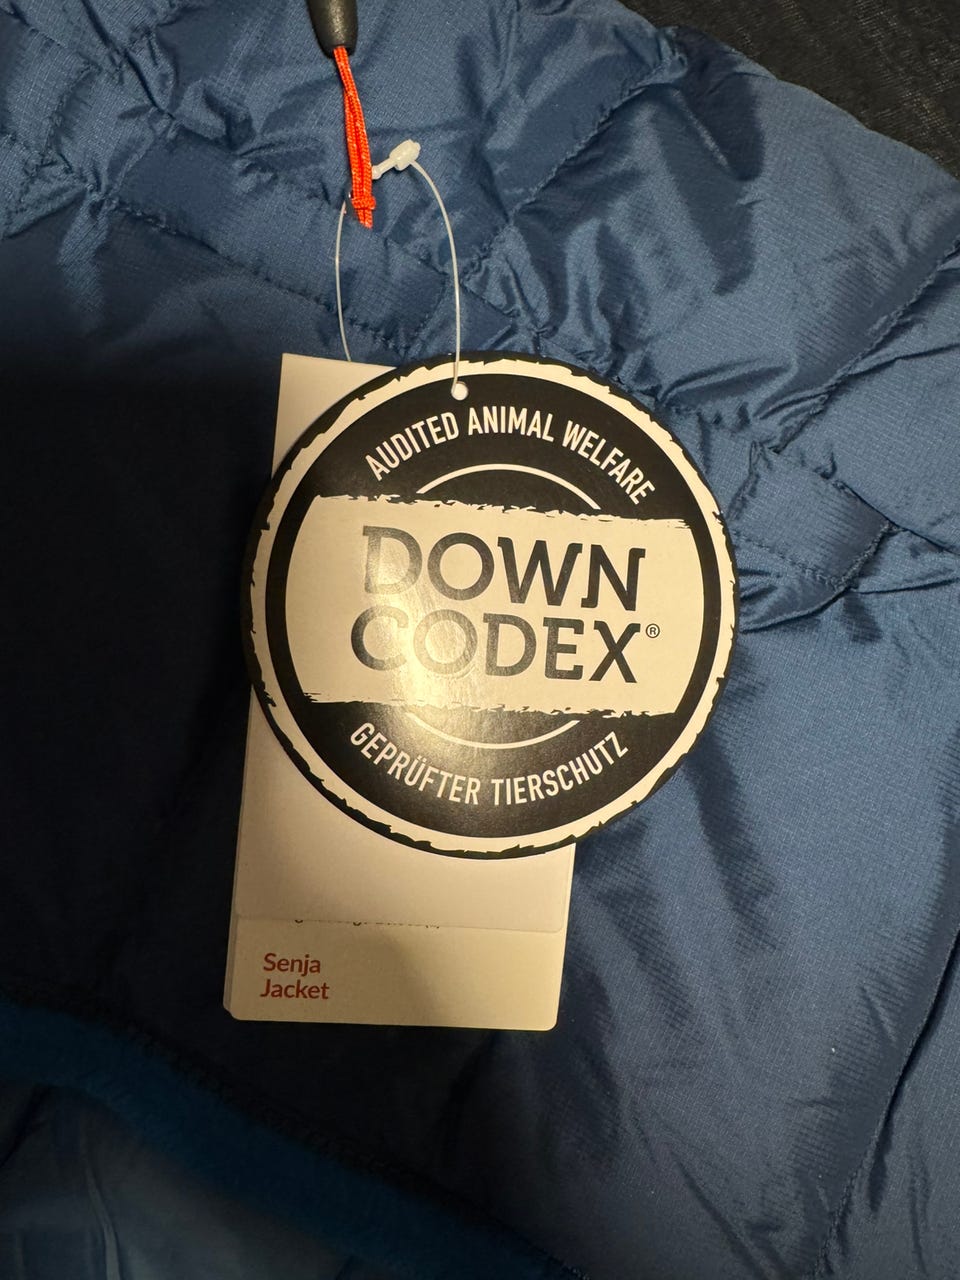 AUDITED ANIMAL WELFARE
DOWN
CODEX®
GEPRÜFTER TIERSCHUTZ
Senja
Jacket